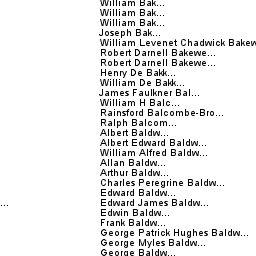 William Bak...
William Bak...
William Bak...
Joseph Bak...
William Levenet Chadwick Bakew
Robert Darnell Bakewe...
Robert Darnell Bakewe...
Henry De Bakk...
William De Bakk...
James Faulkner Bal...
William H Balc...
Rainsford Balcombe-Bro...
Ralph Balcom...
Albert Baldw...
Albert Edward Baldw...
William Alfred Baldw...
Allan Baldw...
Arthur Baldw...
Charles Peregrine Baldw...
Edward Baldw...
... Edward James Baldw...
Edwin Baldw...
Frank Baldw...
George Patrick Hughes Baldw...
George Myles Baldw...
George Baldw...